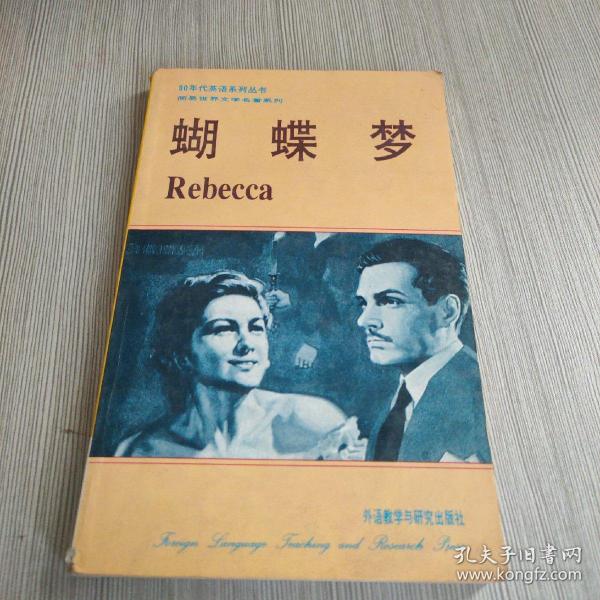 90年代英语系列丛书
简易世界文学名著系列
蝴蝶梦
Rebecca
外语教学与研究出版社
Foreign Language Teaching and Research Press
孔夫子旧书网
www.kongfz.com